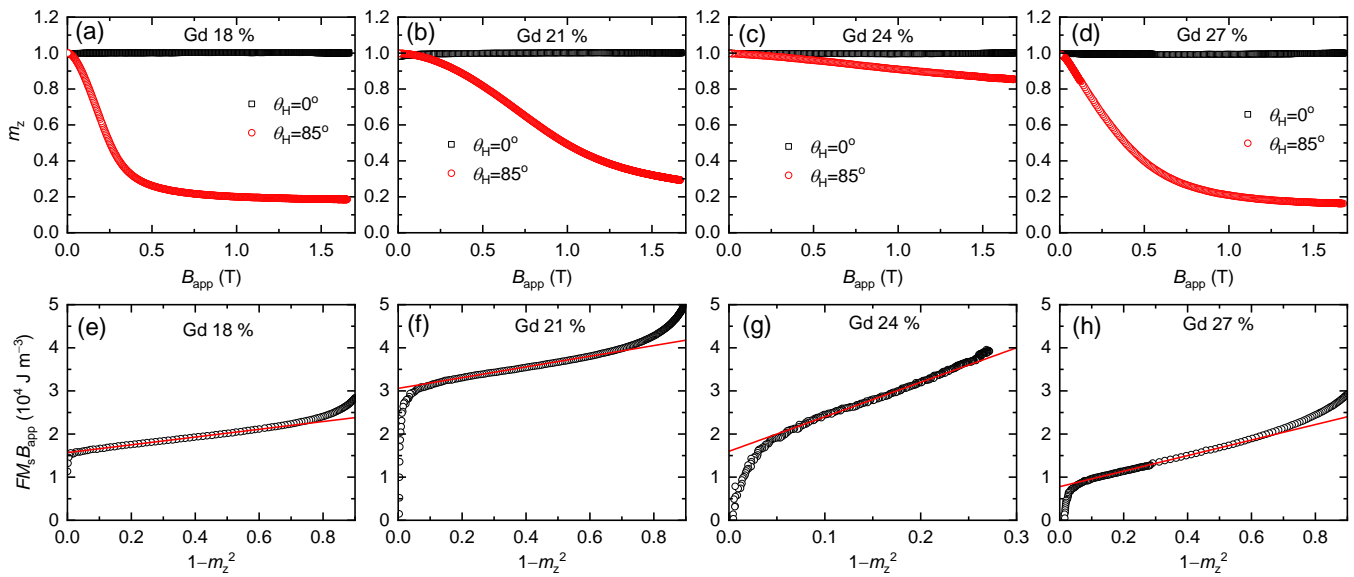 (a) Gd 18 %
1.2
1.0
0.8
0.6
0.4
0.2
0.0
m_z
□ θ_H=0°
○ θ_H=85°
0.0 0.5 1.0 1.5
B_app (T)
(b) Gd 21 %
1.2
1.0
0.8
0.6
0.4
0.2
0.0
□ θ_H=0°
○ θ_H=85°
0.0 0.5 1.0 1.5
B_app (T)
(c) Gd 24 %
1.2
1.0
0.8
0.6
0.4
0.2
0.0
□ θ_H=0°
○ θ_H=85°
0.0 0.5 1.0 1.5
B_app (T)
(d) Gd 27 %
1.2
1.0
0.8
0.6
0.4
0.2
0.0
□ θ_H=0°
○ θ_H=85°
0.0 0.5 1.0 1.5
B_app (T)
(e) Gd 18 %
5
4
3
2
1
0
FM_sB_app (10⁴ J m⁻³)
0.0 0.2 0.4 0.6 0.8
1−m_z²
(f) Gd 21 %
5
4
3
2
1
0
0.0 0.2 0.4 0.6 0.8
1−m_z²
(g) Gd 24 %
5
4
3
2
1
0
0.0 0.1 0.2 0.3
1−m_z²
(h) Gd 27 %
5
4
3
2
1
0
0.0 0.2 0.4 0.6 0.8
1−m_z²